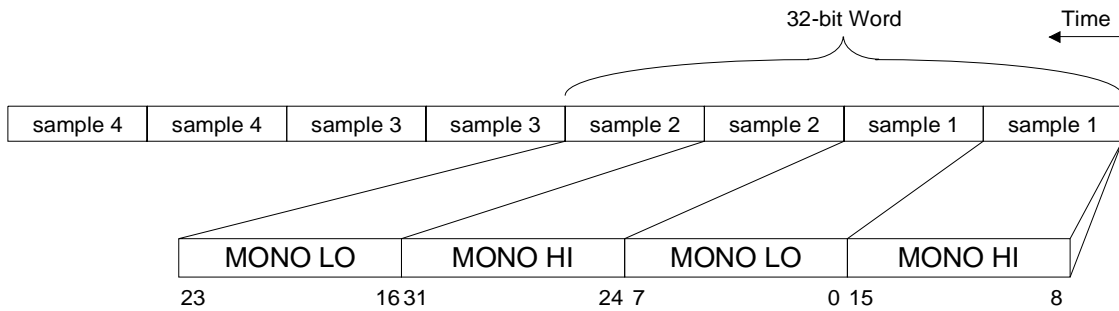 32-bit Word
Time
sample 4 sample 4 sample 3 sample 3 sample 2 sample 2 sample 1 sample 1
MONO LO MONO HI MONO LO MONO HI
23 16 31 24 7 0 15 8